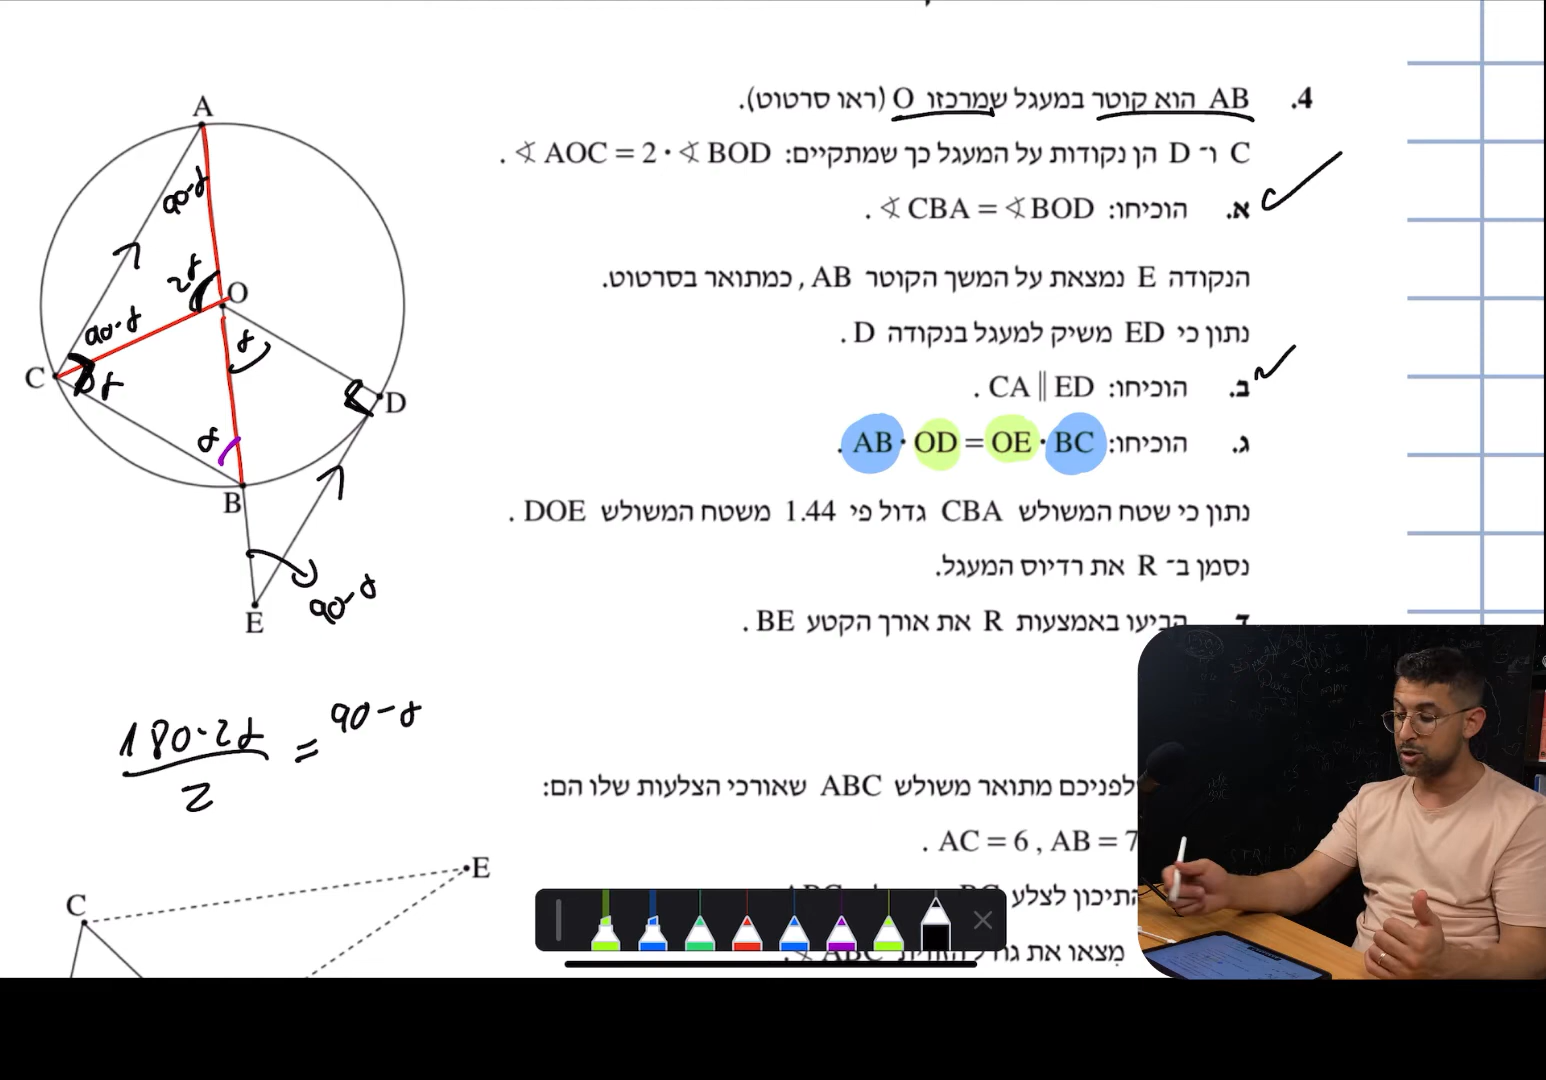 4. AB הוא קוטר במעגל שמרכזו O (ראו סרטוט).
C ו־ D הן נקודות על המעגל כך שמתקיים: ∢ AOC = 2 · ∢ BOD .
א. הוכיחו: ∢ CBA = ∢ BOD .
הנקודה E נמצאת על המשך הקוטר AB , כמתואר בסרטוט.
נתון כי ED משיק למעגל בנקודה D .
ב. הוכיחו: CA || ED .
ג. הוכיחו: AB · OD = OE · BC .
נתון כי שטח המשולש CBA גדול פי 1.44 משטח המשולש DOE .
נסמן ב־ R את רדיוס המעגל.
הביעו באמצעות R את אורך הקטע BE .
לפניכם מתואר משולש ABC שאורכי הצלעות שלו הם:
AC = 6 , AB = 7 .
התיכון לצלע
מצאו את
A
90-α
2α
O
90-α
α
C
α
D
α
B
90-α
E
180-2α
2
= 90-α
E
C